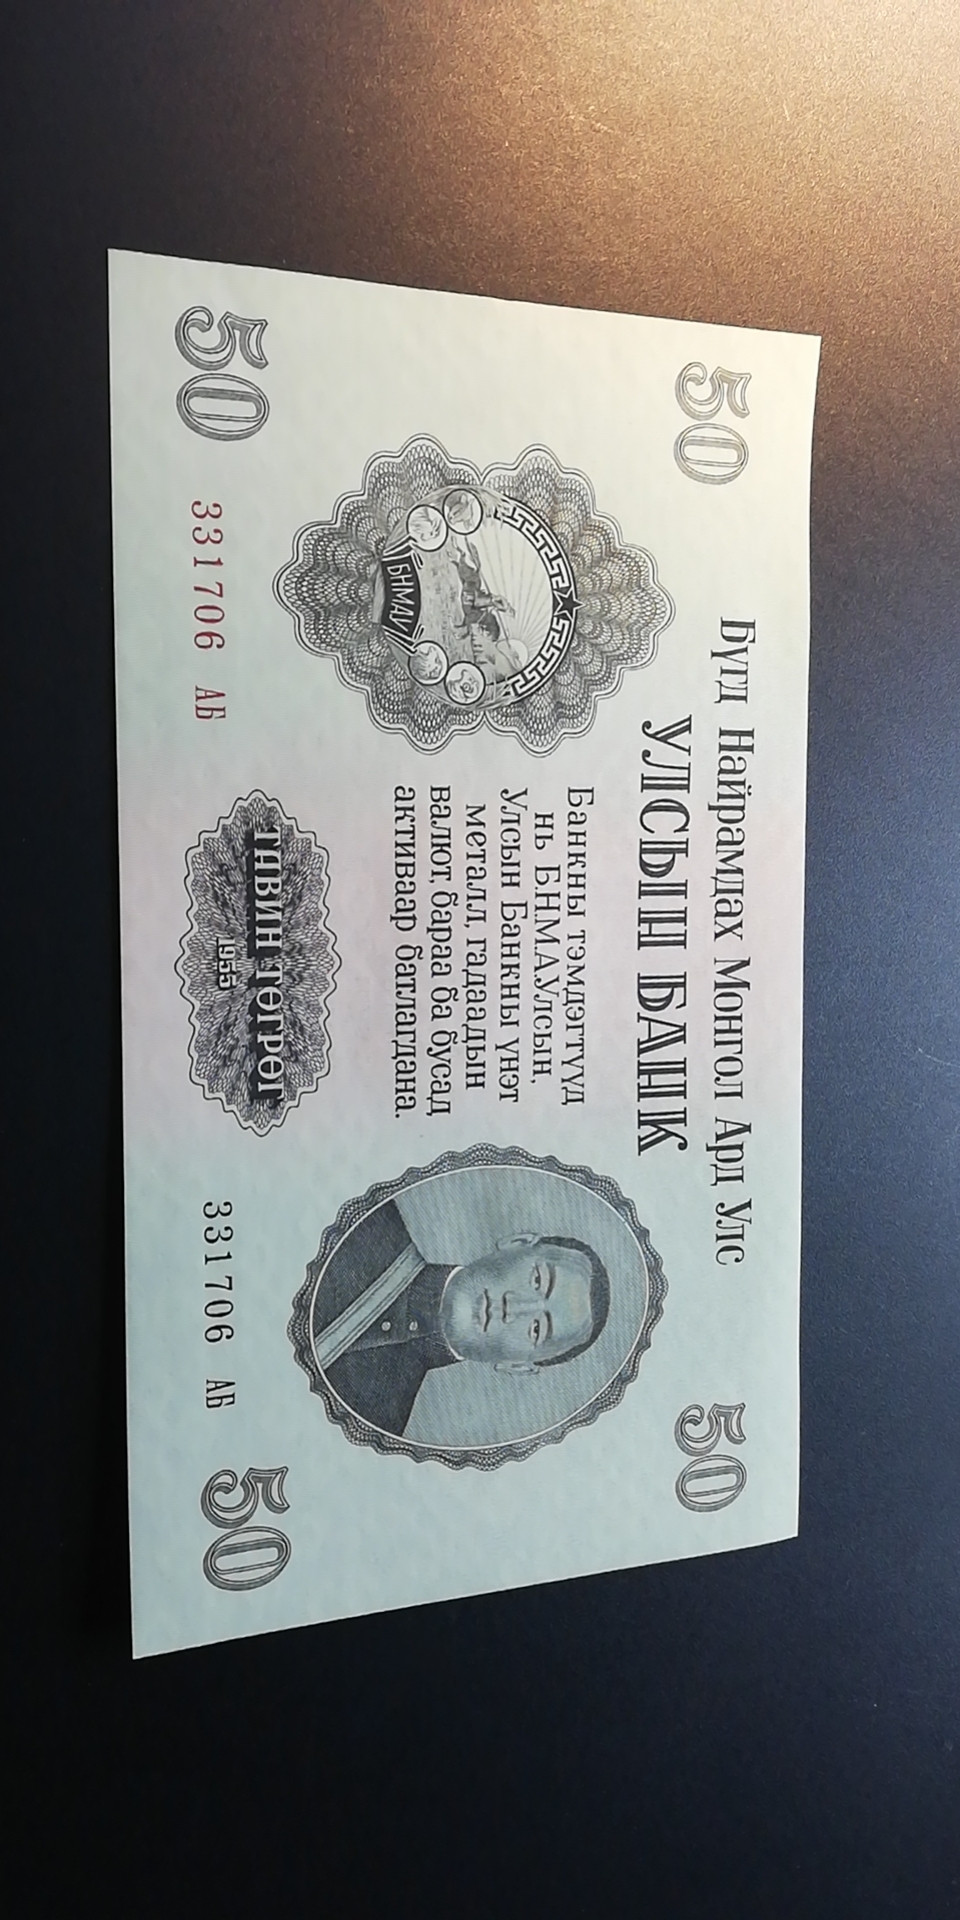 50
Бүгд Найрамдах Монгол Ард Улс
50
УЛСЫН БАНК
БНМАУ
Банкны тэмдэгтүүд
нь БНМАУлсын,
Улсын Банкны үнэт
металл, гадаадын
валют, бараа ба бусад
активаар батлагдана.
ТАВИН ТӨГРӨГ
1955
331706 АБ
331706 АБ
50
50